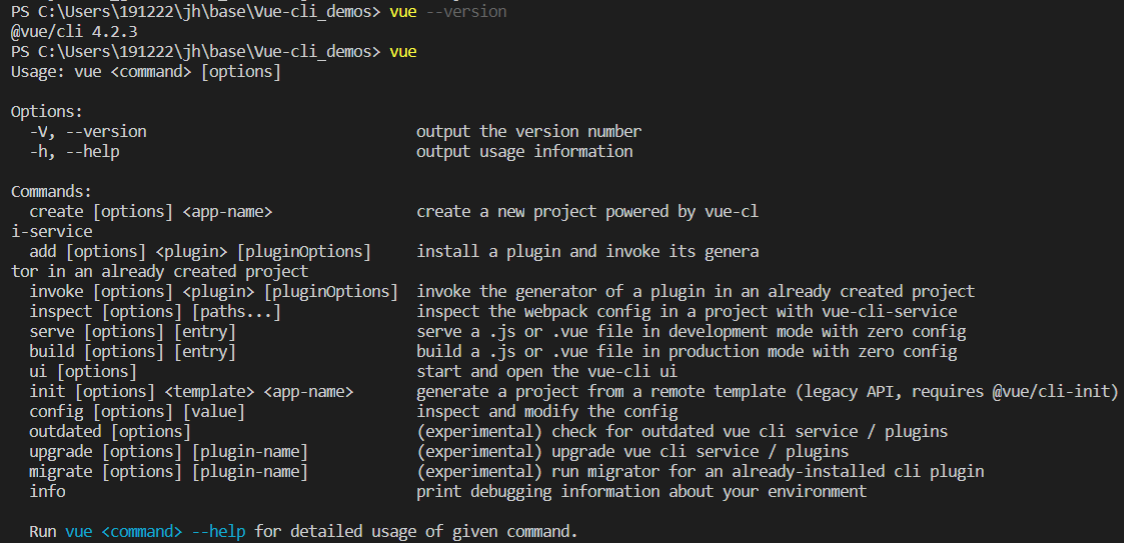 PS C:\Users\191222\jh\base\Vue-cli_demos> vue --version
@vue/cli 4.2.3
PS C:\Users\191222\jh\base\Vue-cli_demos> vue
Usage: vue <command> [options]

Options:
  -V, --version                              output the version number
  -h, --help                                 output usage information

Commands:
  create [options] <app-name>                create a new project powered by vue-cl
i-service
  add [options] <plugin> [pluginOptions]     install a plugin and invoke its genera
tor in an already created project
  invoke [options] <plugin> [pluginOptions]  invoke the generator of a plugin in an already created project
  inspect [options] [paths...]               inspect the webpack config in a project with vue-cli-service
  serve [options] [entry]                    serve a .js or .vue file in development mode with zero config
  build [options] [entry]                    build a .js or .vue file in production mode with zero config
  ui [options]                               start and open the vue-cli ui
  init [options] <template> <app-name>       generate a project from a remote template (legacy API, requires @vue/cli-init)
  config [options] [value]                   inspect and modify the config
  outdated [options]                         (experimental) check for outdated vue cli service / plugins
  upgrade [options] [plugin-name]            (experimental) upgrade vue cli service / plugins
  migrate [options] [plugin-name]            (experimental) run migrator for an already-installed cli plugin
  info                                       print debugging information about your environment

  Run vue <command> --help for detailed usage of given command.